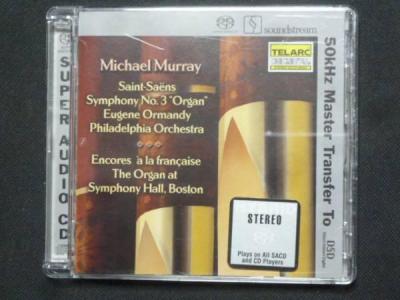 soundstream
TELARC
Michael Murray
Saint-Saëns
Symphony No. 3 "Organ"
Eugene Ormandy
Philadelphia Orchestra
Encores à la française
The Organ at
Symphony Hall, Boston
STEREO
Plays on All SACD
and CD Players
SUPER AUDIO CD
50kHz Master Transfer To
DSD